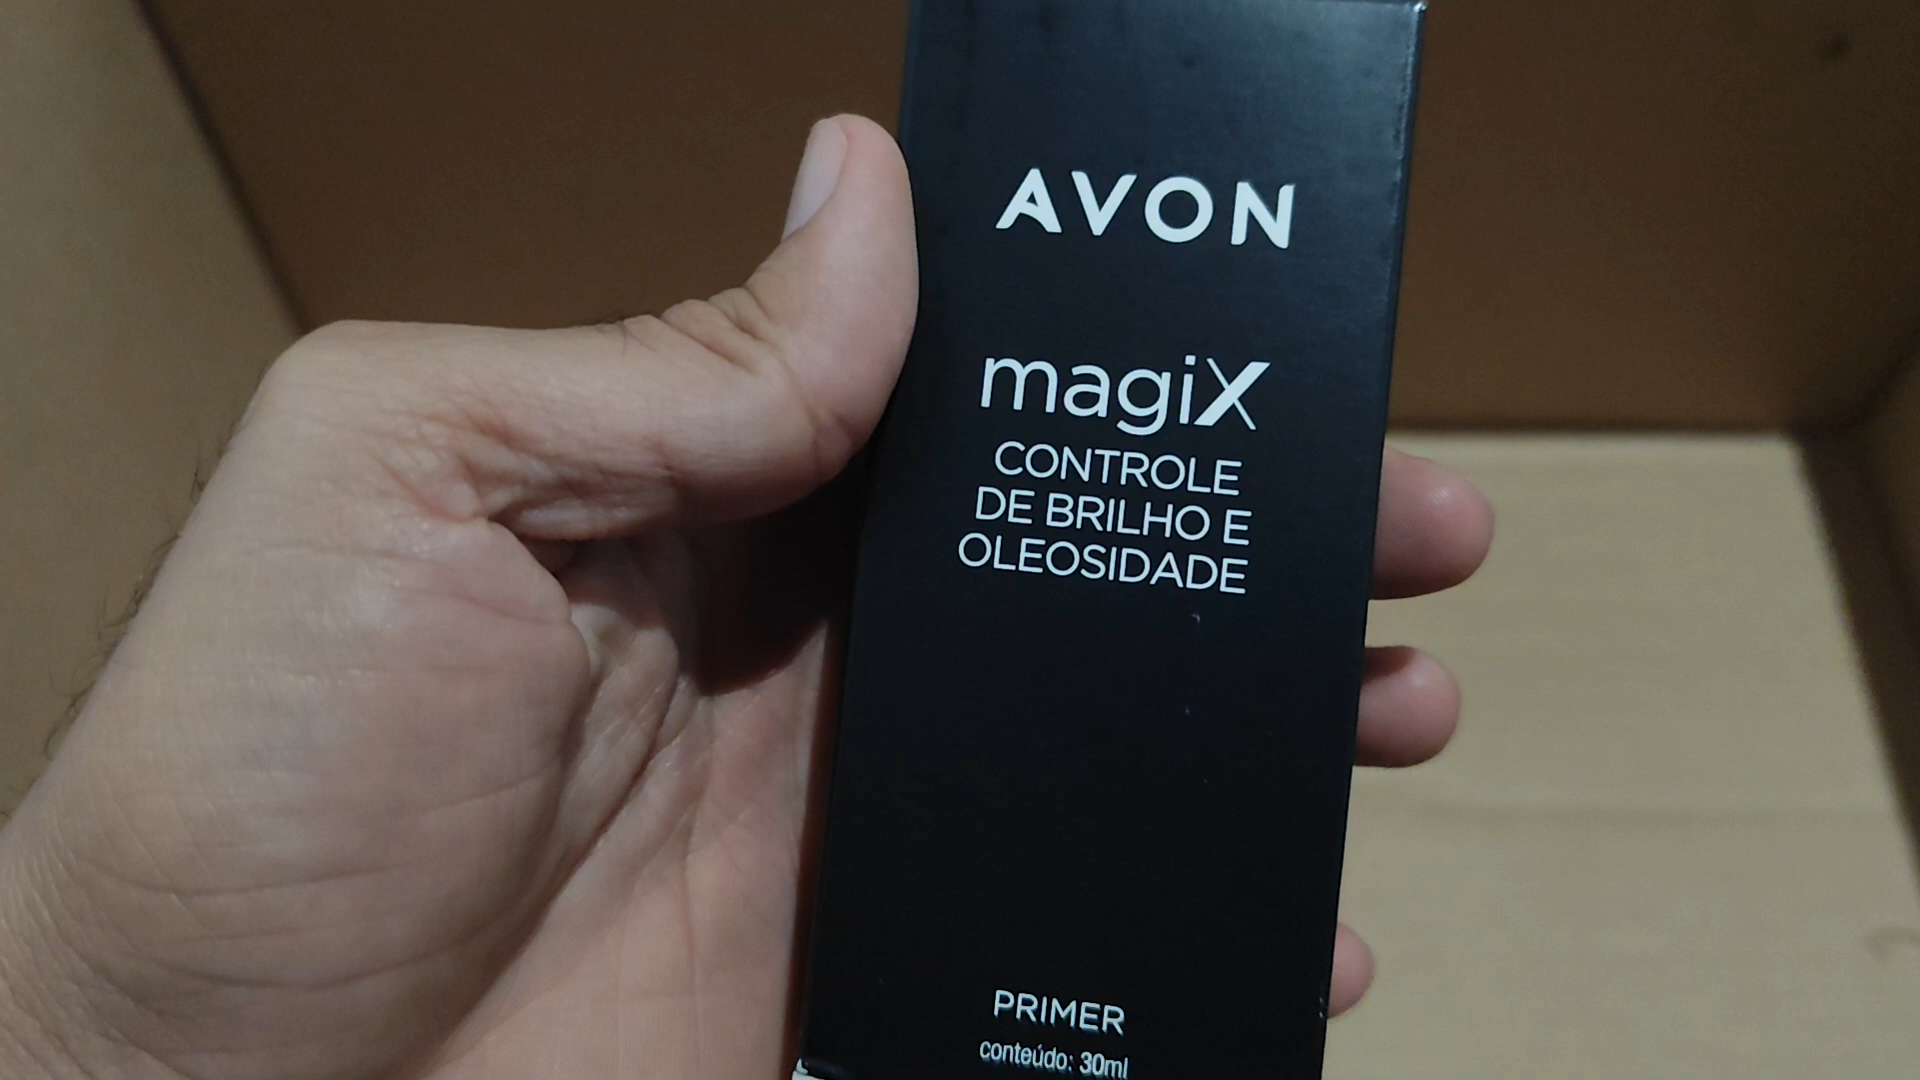 AVON
magiX
CONTROLE
DE BRILHO E
OLEOSIDADE
PRIMER
conteúdo: 30ml